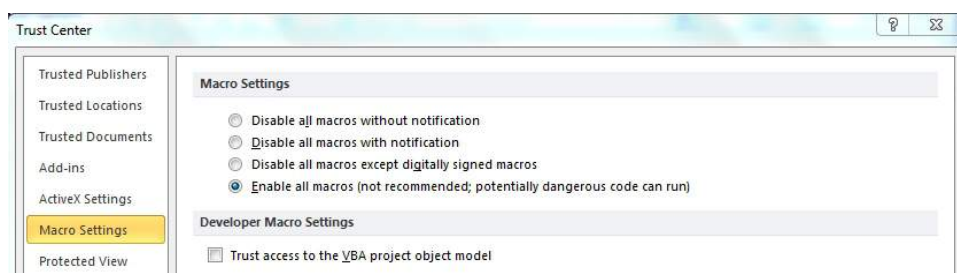 Trust Center
Trusted Publishers
Trusted Locations
Trusted Documents
Add-ins
ActiveX Settings
Macro Settings
Protected View
Macro Settings
Disable all macros without notification
Disable all macros with notification
Disable all macros except digitally signed macros
Enable all macros (not recommended; potentially dangerous code can run)
Developer Macro Settings
Trust access to the VBA project object model